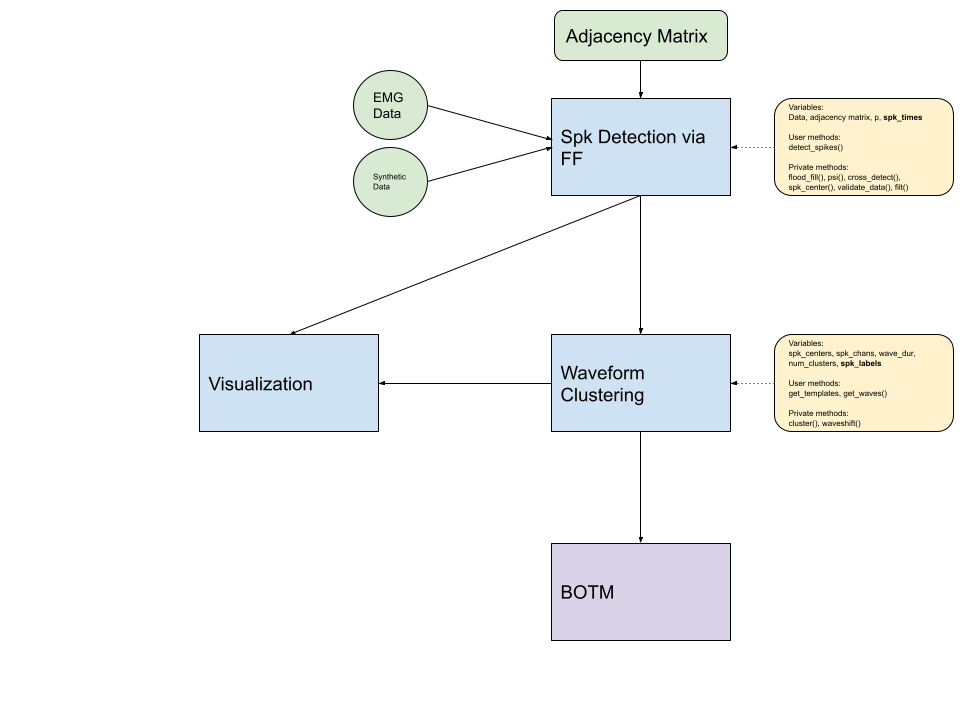 Adjacency Matrix
EMG
Data
Synthetic
Data
Spk Detection via
FF
Variables:
Data, adjacency matrix, p, spk_times
User methods:
detect_spikes()
Private methods:
flood_fill(), psi(), cross_detect(),
spk_center(), validate_data(), filt()
Visualization
Waveform
Clustering
Variables:
spk_centers, spk_chans, wave_dur,
num_clusters, spk_labels
User methods:
get_templates, get_waves()
Private methods:
cluster(), waveshift()
BOTM